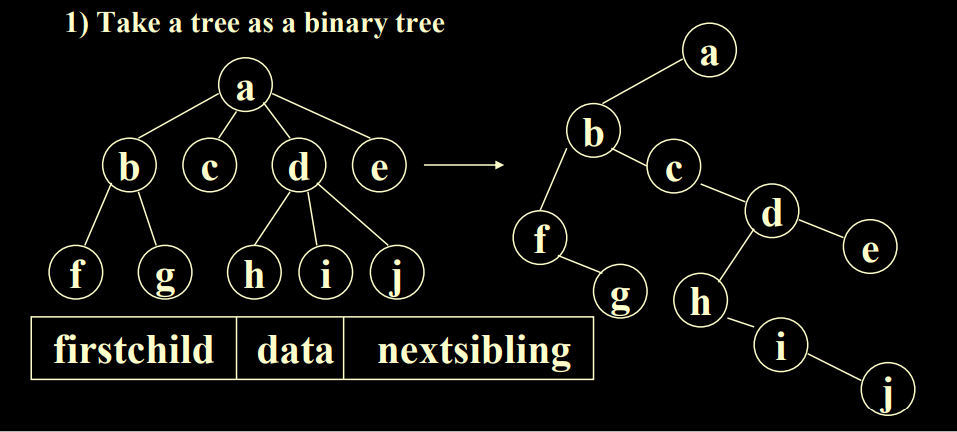 1) Take a tree as a binary tree
a
b c d e
f g h i j
firstchild data nextsibling
a
b
c
d
e
f
g
h
i
j